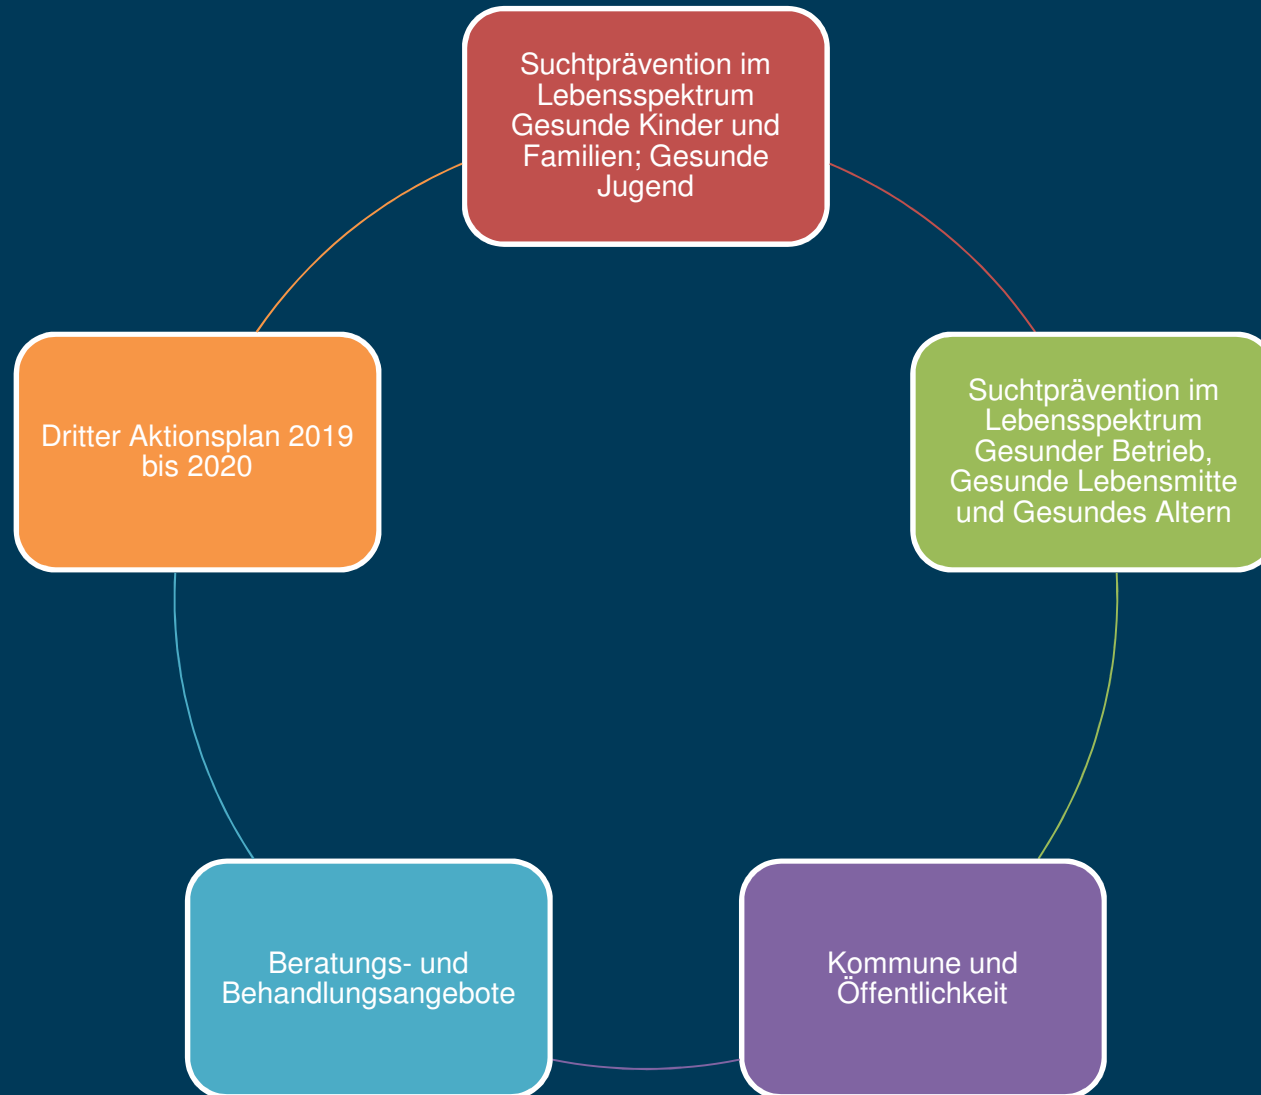 Suchtprävention im
Lebensspektrum
Gesunde Kinder und
Familien; Gesunde
Jugend
Suchtprävention im
Lebensspektrum
Gesunder Betrieb,
Gesunde Lebensmitte
und Gesundes Altern
Kommune und
Öffentlichkeit
Beratungs- und
Behandlungsangebote
Dritter Aktionsplan 2019
bis 2020